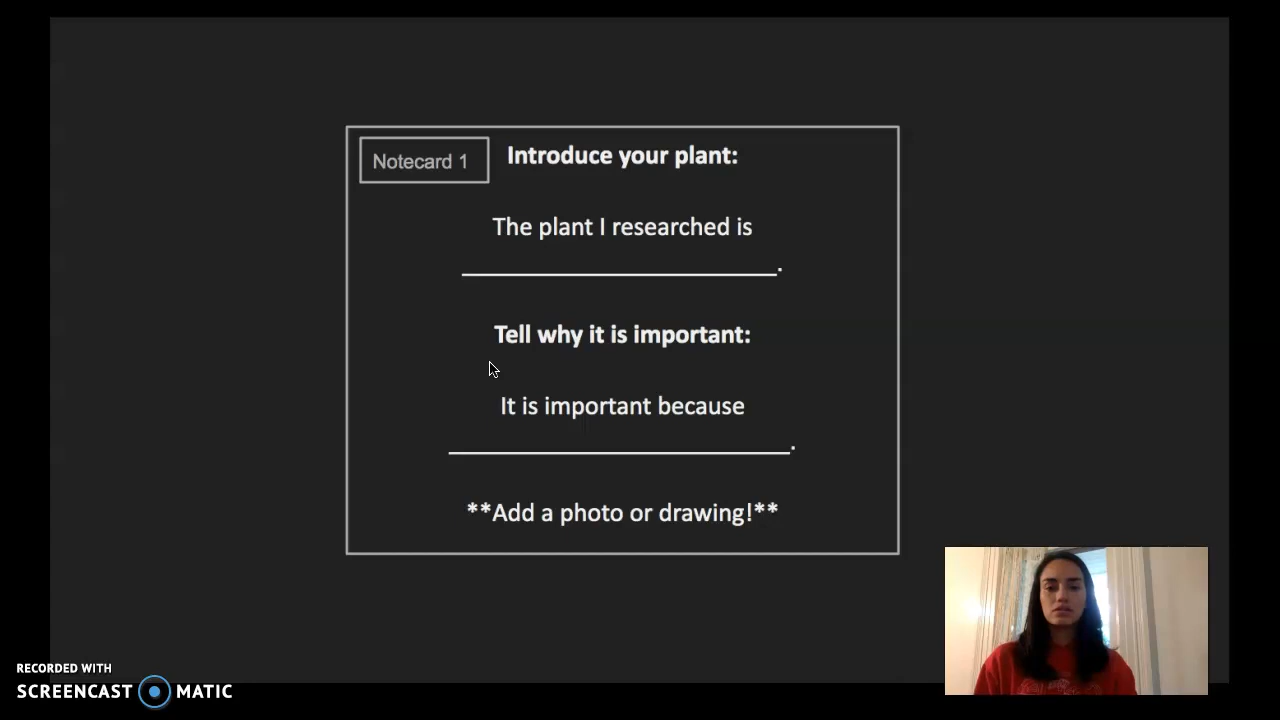 Notecard 1
Introduce your plant:
The plant I researched is
_________________________.
Tell why it is important:
It is important because
___________________________.
**Add a photo or drawing!**
RECORDED WITH
SCREENCAST MATIC